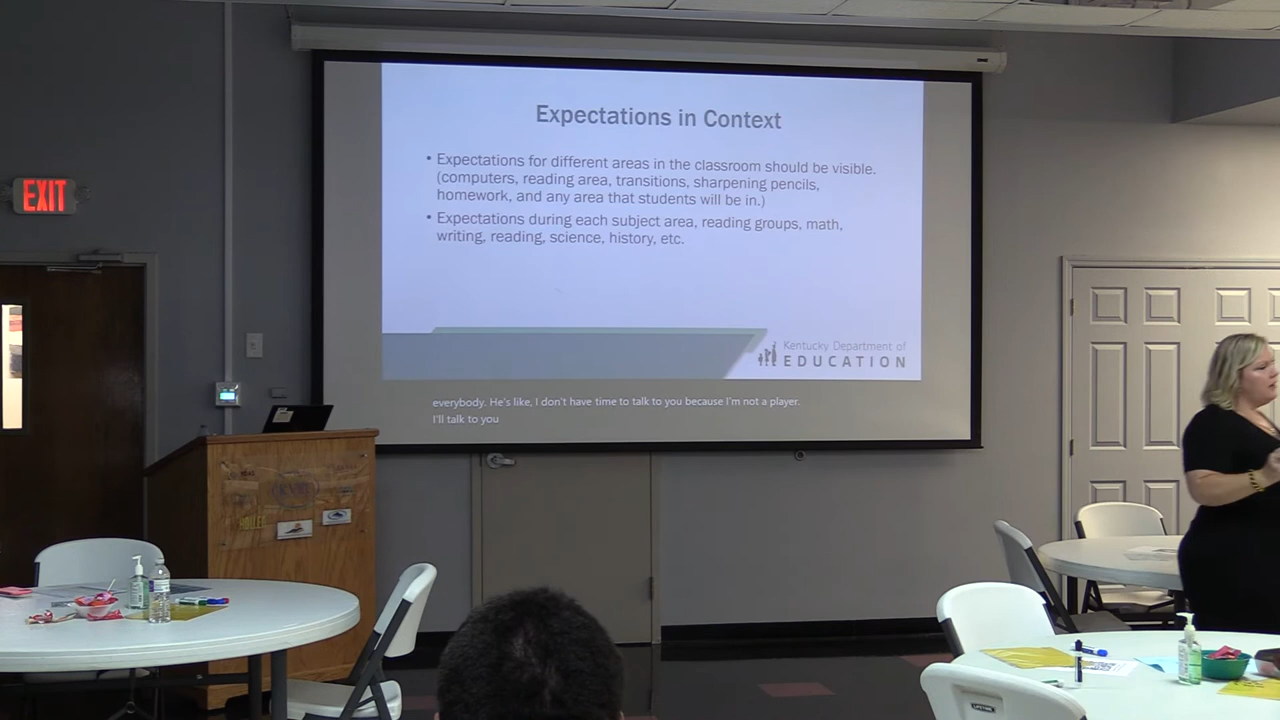 Expectations in Context
• Expectations for different areas in the classroom should be visible.
(computers, reading area, transitions, sharpening pencils,
homework, and any area that students will be in.)
• Expectations during each subject area, reading groups, math,
writing, reading, science, history, etc.
Kentucky Department of
EDUCATION
everybody. He's like, I don't have time to talk to you because I'm not a player.
I'll talk to you
EXIT